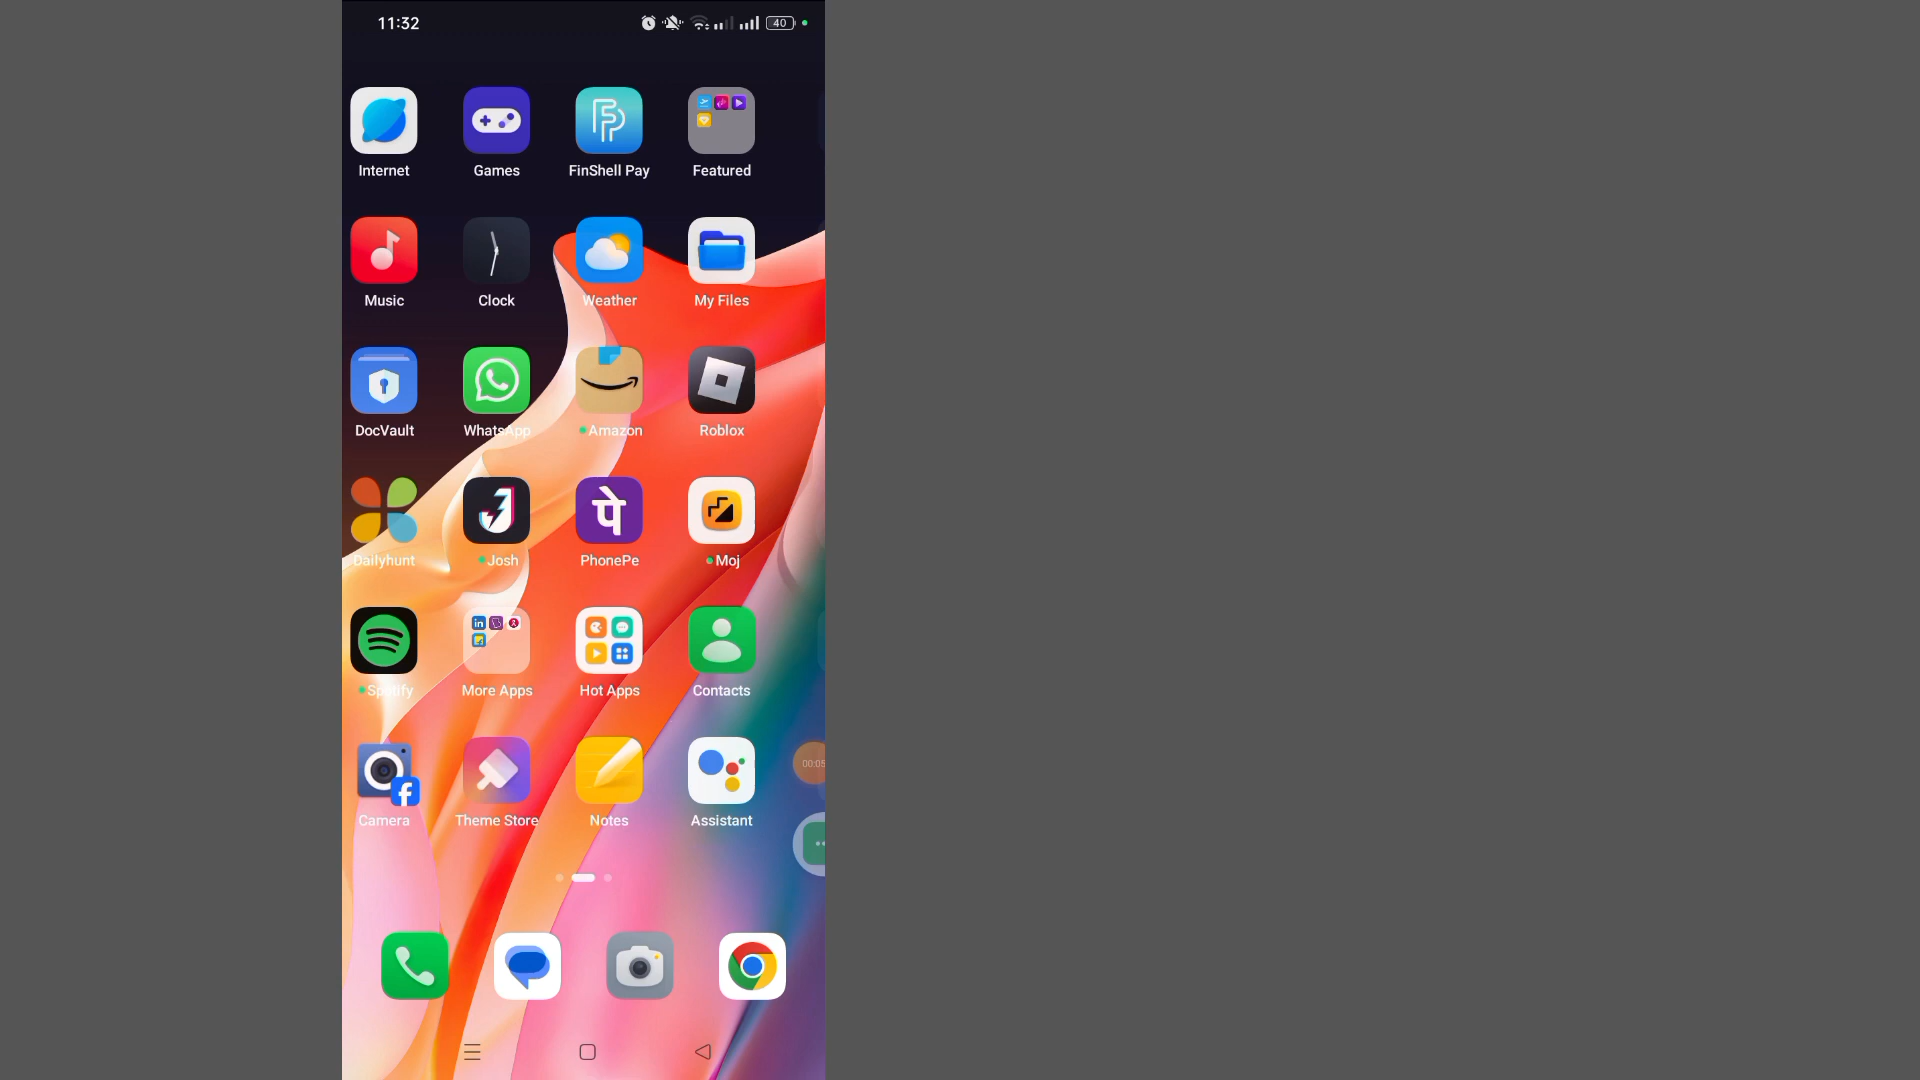 11:32
40
Internet
Games
FinShell Pay
Featured
Music
Clock
Weather
My Files
DocVault
WhatsApp
Amazon
Roblox
पे
Dailyhunt
Josh
PhonePe
Moj
in
Spotify
More Apps
Hot Apps
Contacts
00:05
f
Camera
Theme Store
Notes
Assistant